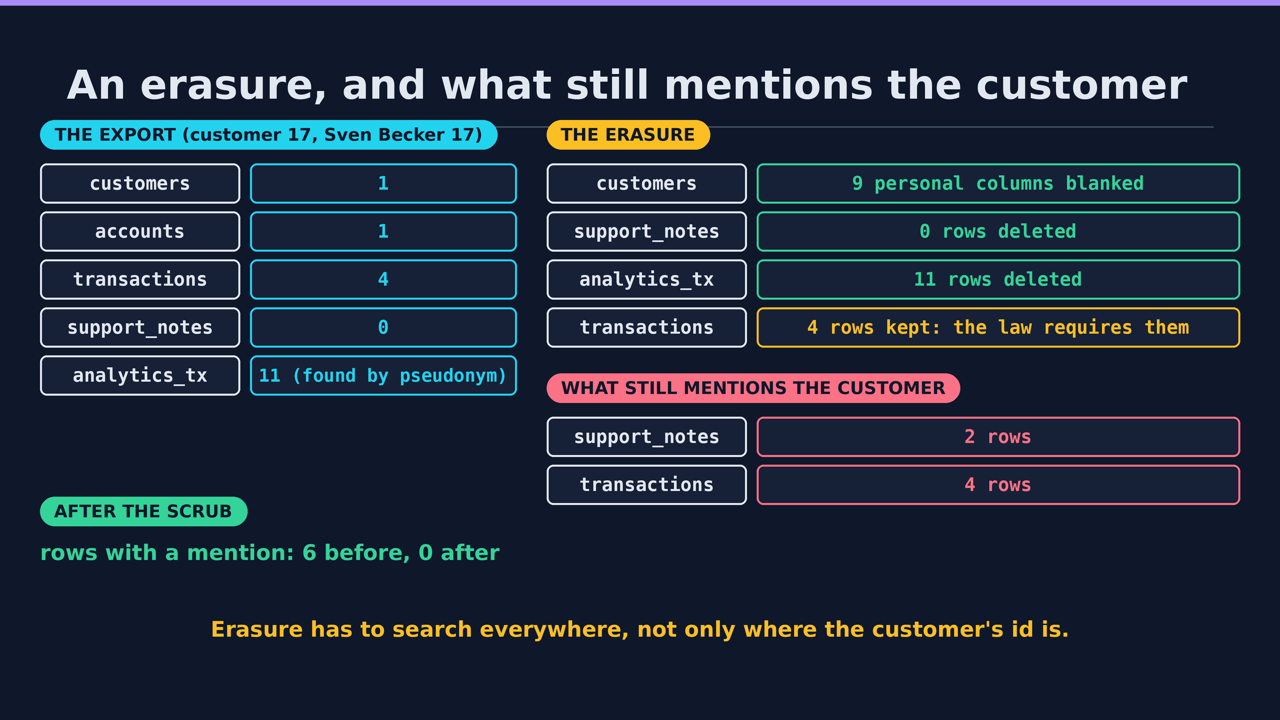 An erasure, and what still mentions the customer
THE EXPORT (customer 17, Sven Becker 17)
customers 1
accounts 1
transactions 4
support_notes 0
analytics_tx 11 (found by pseudonym)
THE ERASURE
customers 9 personal columns blanked
support_notes 0 rows deleted
analytics_tx 11 rows deleted
transactions 4 rows kept: the law requires them
WHAT STILL MENTIONS THE CUSTOMER
support_notes 2 rows
transactions 4 rows
AFTER THE SCRUB
rows with a mention: 6 before, 0 after
Erasure has to search everywhere, not only where the customer's id is.